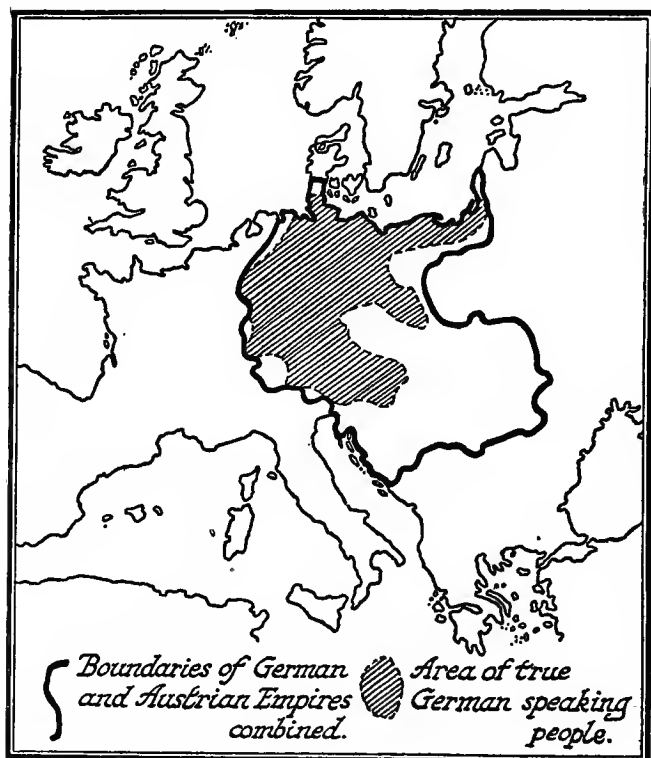 Boundaries of German
and Austrian Empires
combined.
Area of true
German speaking
people.